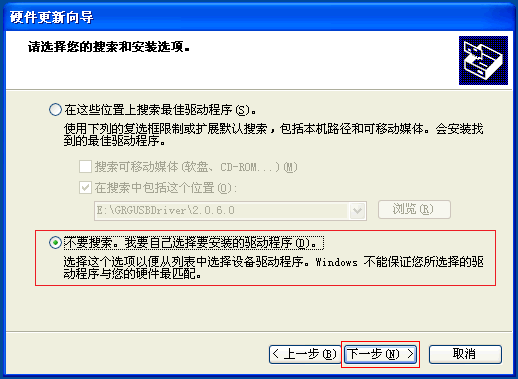 硬件更新向导
请选择您的搜索和安装选项。
在这些位置上搜索最佳驱动程序(S)。
使用下列的复选框限制或扩展默认搜索，包括本机路径和可移动媒体。会安装找
到的最佳驱动程序。
搜索可移动媒体(软盘、CD-ROM...)(M)
在搜索中包括这个位置(O):
E:\GRGUSBDriver\2.0.6.0
浏览(R)
不要搜索。我要自己选择要安装的驱动程序(D)。
选择这个选项以便从列表中选择设备驱动程序。Windows 不能保证您所选择的驱
动程序与您的硬件最匹配。
< 上一步(B)
下一步(N) >
取消